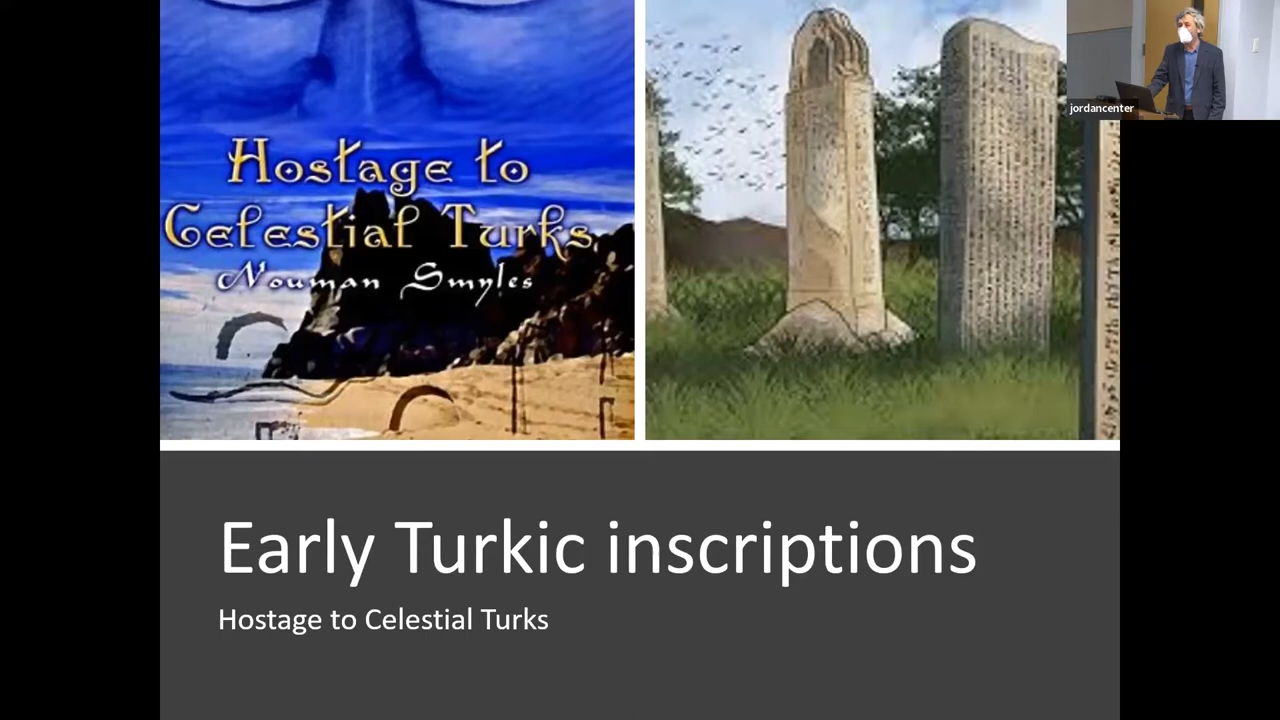 Hostage to
Celestial Turks
Nouman Smyles
jordancenter
Early Turkic inscriptions
Hostage to Celestial Turks